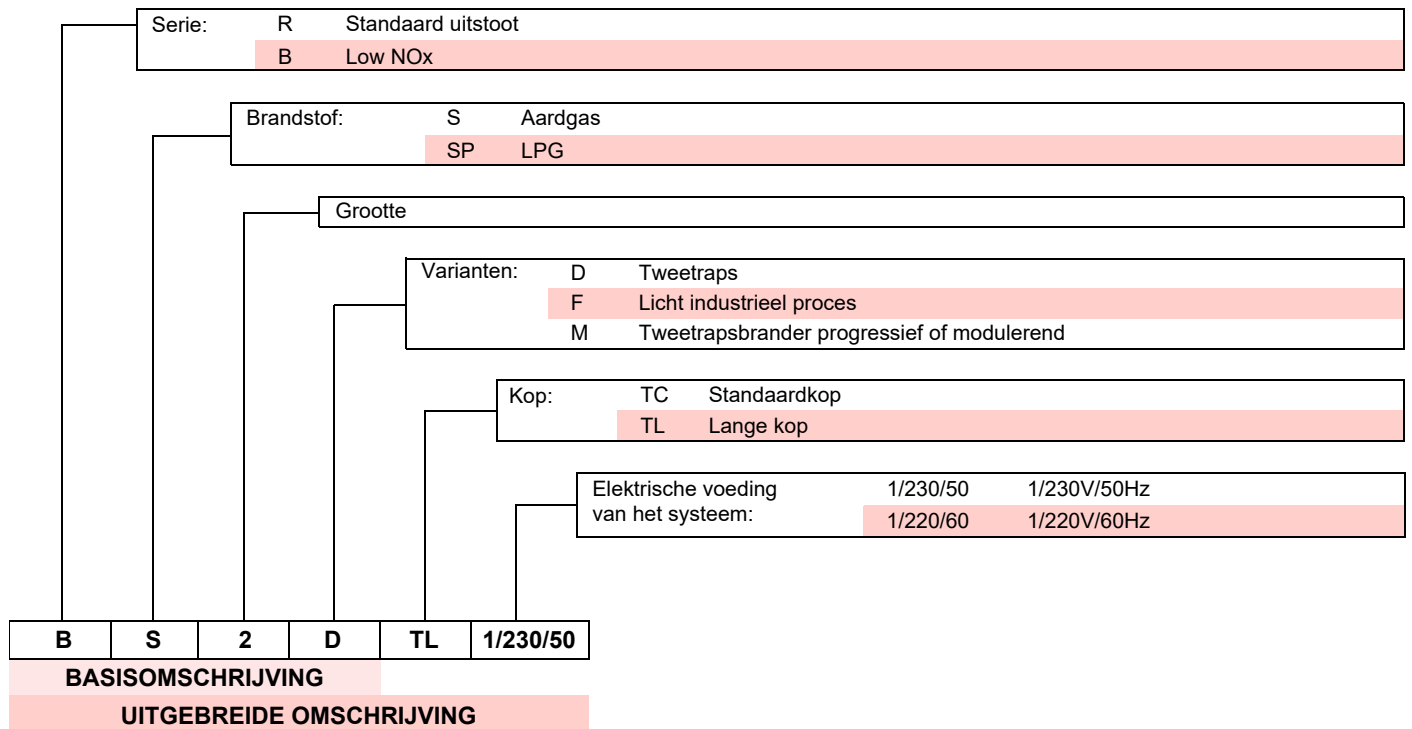 Serie: R Standaard uitstoot
B Low NOx
Brandstof: S Aardgas
SP LPG
Grootte
Varianten: D Tweetraps
F Licht industrieel proces
M Tweetrapsbrander progressief of modulerend
Kop: TC Standaardkop
TL Lange kop
Elektrische voeding 1/230/50 1/230V/50Hz
van het systeem: 1/220/60 1/220V/60Hz
B S 2 D TL 1/230/50
BASISOMSCHRIJVING
UITGEBREIDE OMSCHRIJVING